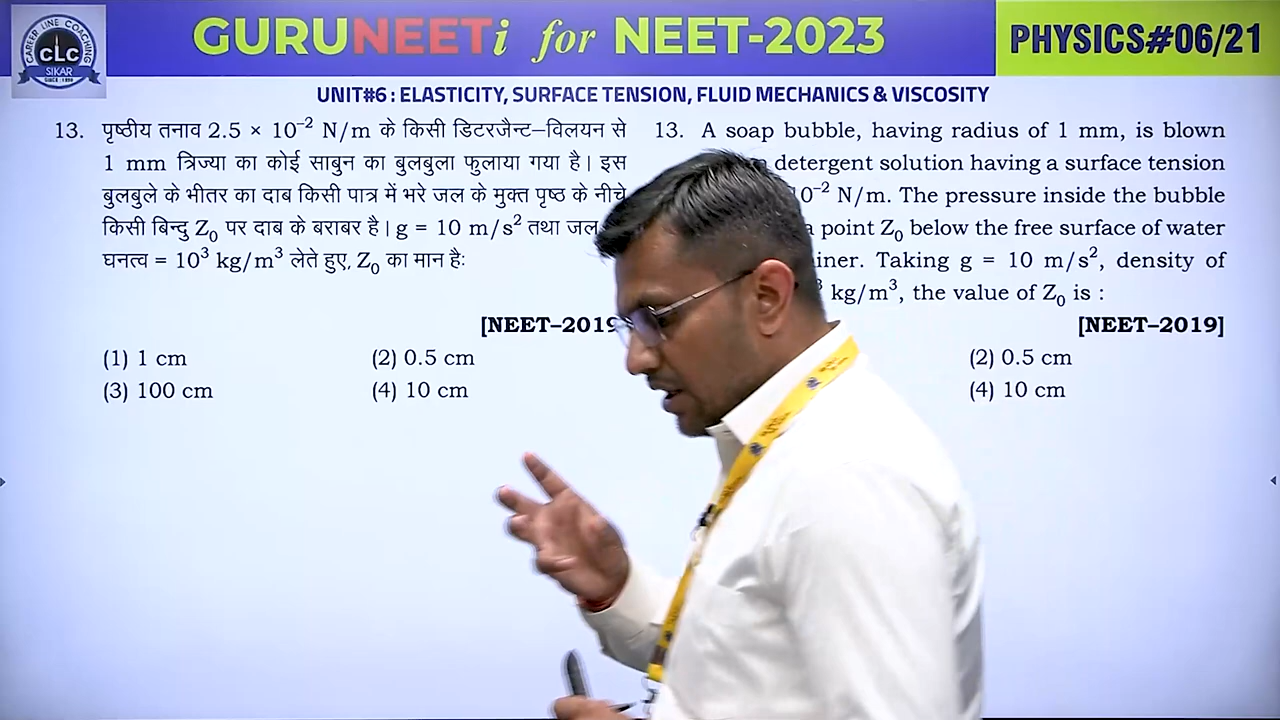 CAREER LINE COACHING
CLC
SIKAR
SINCE : 1996
GURUNEETi for NEET-2023
PHYSICS#06/21
UNIT#6 : ELASTICITY, SURFACE TENSION, FLUID MECHANICS & VISCOSITY
13. पृष्ठीय तनाव 2.5 × 10⁻² N/m के किसी डिटरजैन्ट–विलयन से
1 mm त्रिज्या का कोई साबुन का बुलबुला फुलाया गया है। इस
बुलबुले के भीतर का दाब किसी पात्र में भरे जल के मुक्त पृष्ठ के नीचे
किसी बिन्दु Z₀ पर दाब के बराबर है। g = 10 m/s² तथा जल
घनत्व = 10³ kg/m³ लेते हुए, Z₀ का मान है:
[NEET–2019
(1) 1 cm (2) 0.5 cm
(3) 100 cm (4) 10 cm
13. A soap bubble, having radius of 1 mm, is blown
detergent solution having a surface tension
0⁻² N/m. The pressure inside the bubble
a point Z₀ below the free surface of water
iner. Taking g = 10 m/s², density of
³ kg/m³, the value of Z₀ is :
[NEET–2019]
(2) 0.5 cm
(4) 10 cm